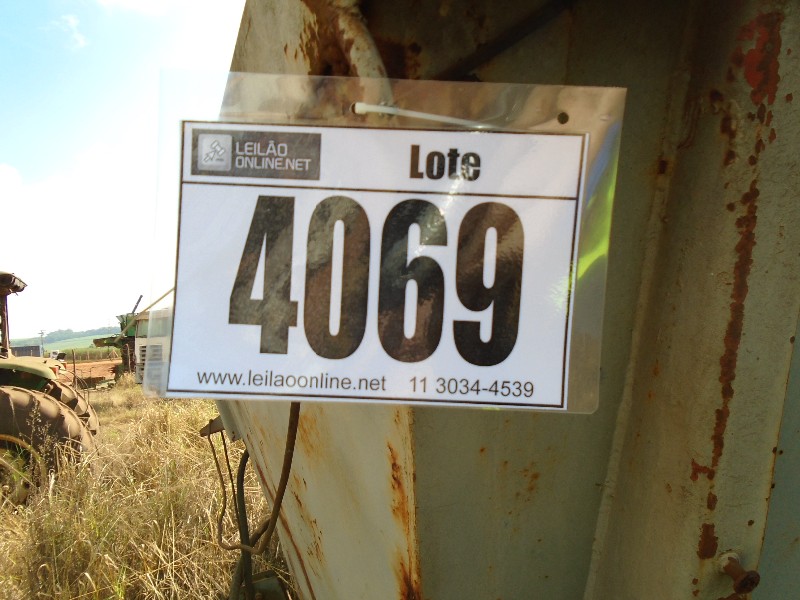 LEILÃO
ONLINE.NET
Lote
4069
www.leilaoonline.net 11 3034-4539